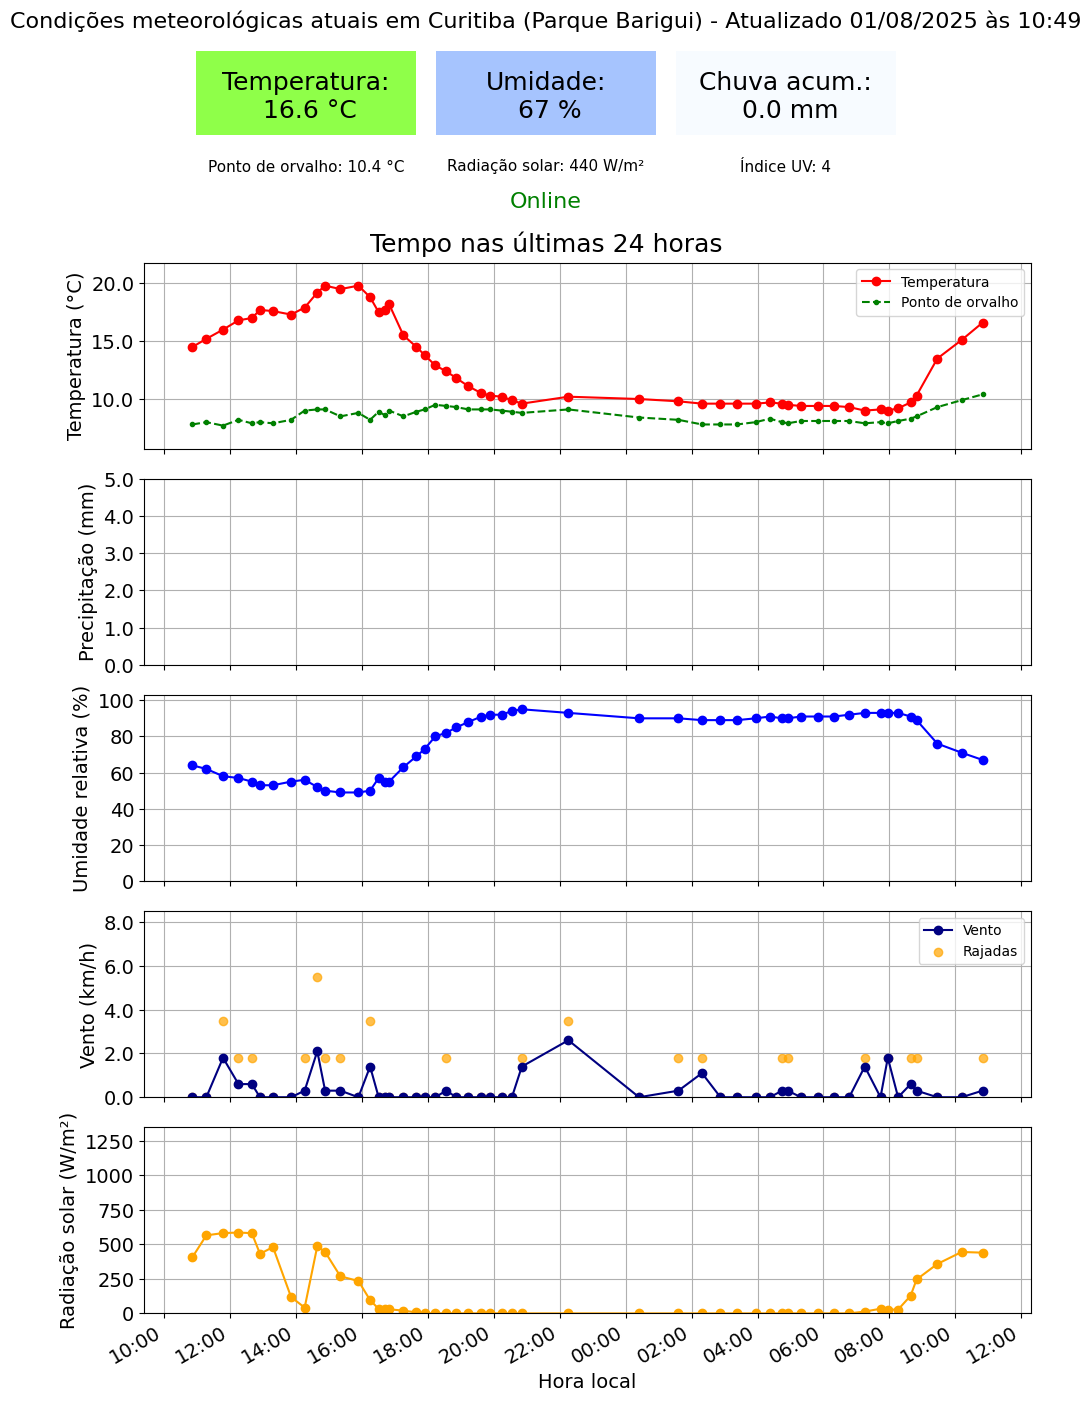 Condições meteorológicas atuais em Curitiba (Parque Barigui) - Atualizado 01/08/2025 às 10:49
Temperatura:
16.6 °C
Umidade:
67 %
Chuva acum.:
0.0 mm
Ponto de orvalho: 10.4 °C
Radiação solar: 440 W/m²
Índice UV: 4
Online
Tempo nas últimas 24 horas
Temperatura (°C)
20.0
15.0
10.0
Temperatura
Ponto de orvalho
Precipitação (mm)
5.0
4.0
3.0
2.0
1.0
0.0
Umidade relativa (%)
100
80
60
40
20
0
Vento (km/h)
8.0
6.0
4.0
2.0
0.0
Vento
Rajadas
Radiação solar (W/m²)
1250
1000
750
500
250
0
10:00
12:00
14:00
16:00
18:00
20:00
22:00
00:00
02:00
04:00
06:00
08:00
10:00
12:00
Hora local